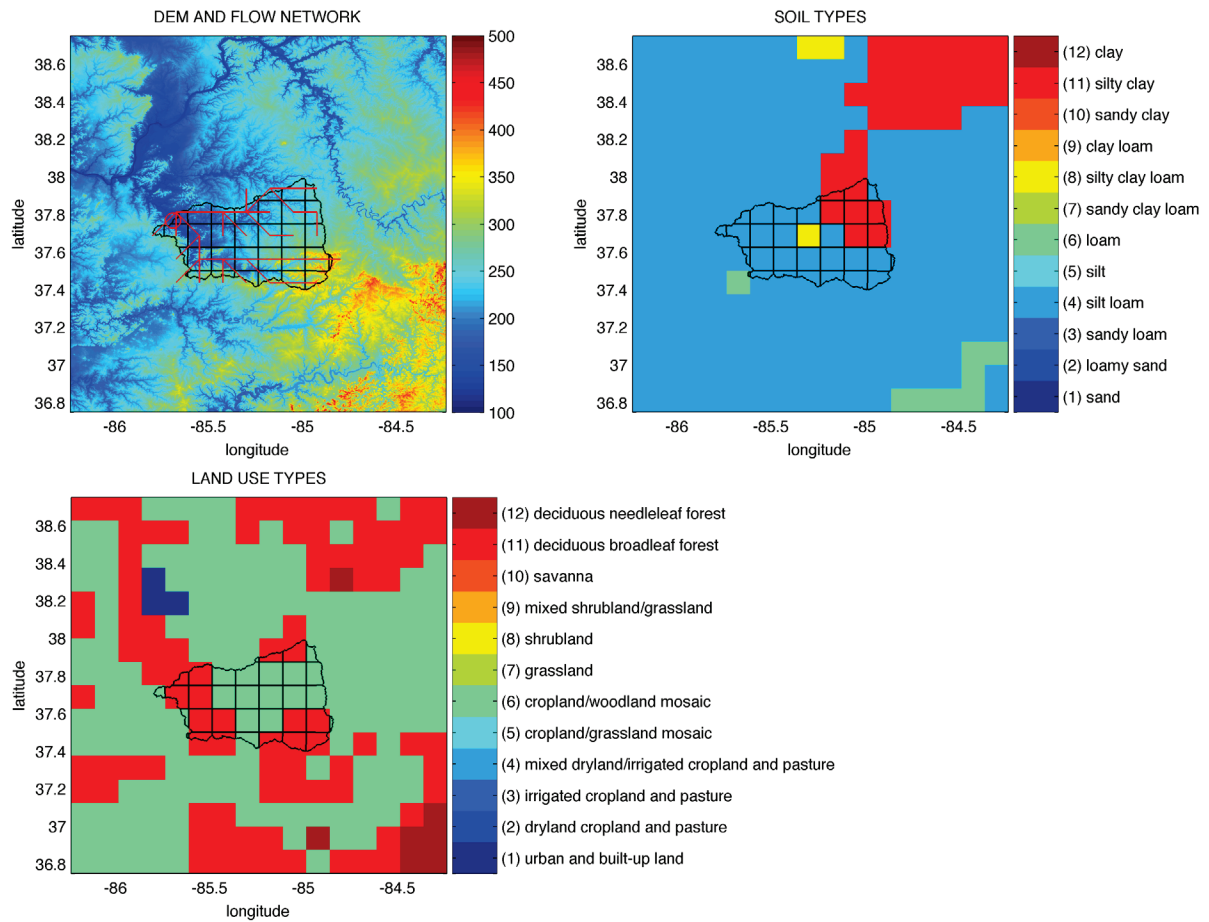 DEM AND FLOW NETWORK
38.6
38.4
38.2
38
37.8
37.6
37.4
37.2
37
36.8
latitude
-86
-85.5
-85
-84.5
longitude
500
450
400
350
300
250
200
150
100
SOIL TYPES
38.6
38.4
38.2
38
37.8
37.6
37.4
37.2
37
36.8
latitude
-86
-85.5
-85
-84.5
longitude
(12) clay
(11) silty clay
(10) sandy clay
(9) clay loam
(8) silty clay loam
(7) sandy clay loam
(6) loam
(5) silt
(4) silt loam
(3) sandy loam
(2) loamy sand
(1) sand
LAND USE TYPES
38.6
38.4
38.2
38
37.8
37.6
37.4
37.2
37
36.8
latitude
-86
-85.5
-85
-84.5
longitude
(12) deciduous needleleaf forest
(11) deciduous broadleaf forest
(10) savanna
(9) mixed shrubland/grassland
(8) shrubland
(7) grassland
(6) cropland/woodland mosaic
(5) cropland/grassland mosaic
(4) mixed dryland/irrigated cropland and pasture
(3) irrigated cropland and pasture
(2) dryland cropland and pasture
(1) urban and built-up land